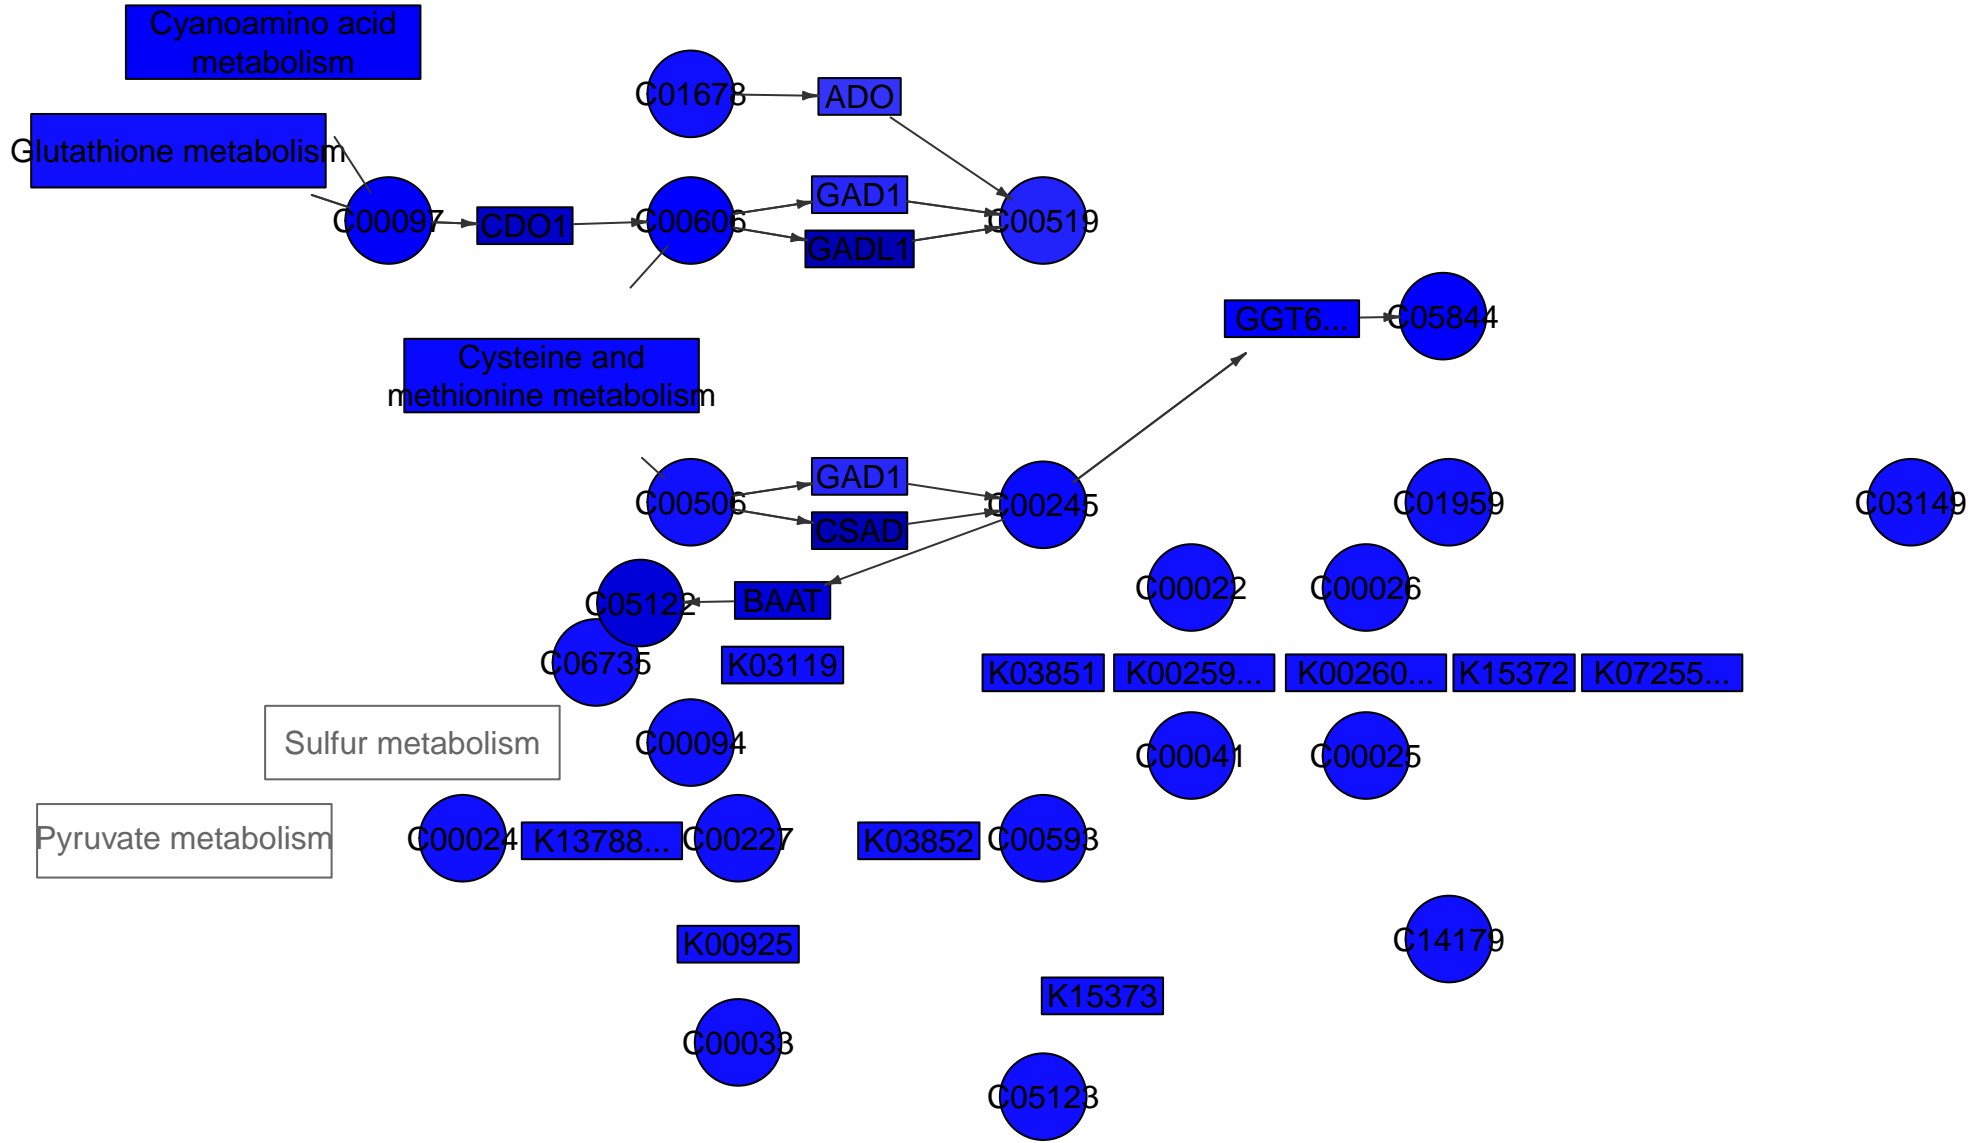 Cyanoamino acid
metabolism
C01678
ADO
Glutathione metabolism
C00097
CDO1
C00606
GAD1
GADL1
C00519
GGT6...
C05844
Cysteine and
methionine metabolism
C00506
GAD1
CSAD
C00245
C01959
C03149
C05122
BAAT
C00022
C00026
C06735
K03119
K03851
K00259...
K00260...
K15372
K07255...
Sulfur metabolism
C00094
C00041
C00025
Pyruvate metabolism
C00024
K13788...
C00227
K03852
C00593
K00925
C14179
K15373
C00033
C05123